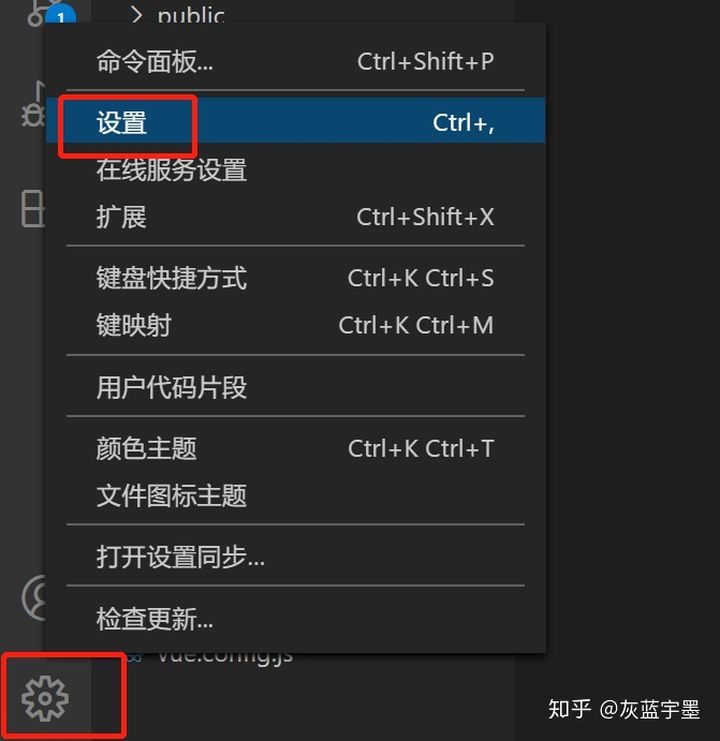 1
public
命令面板... Ctrl+Shift+P
设置 Ctrl+,
在线服务设置
扩展 Ctrl+Shift+X
键盘快捷方式 Ctrl+K Ctrl+S
键映射 Ctrl+K Ctrl+M
用户代码片段
颜色主题 Ctrl+K Ctrl+T
文件图标主题
打开设置同步...
检查更新...
vue.config.js
知乎 @灰蓝宇墨